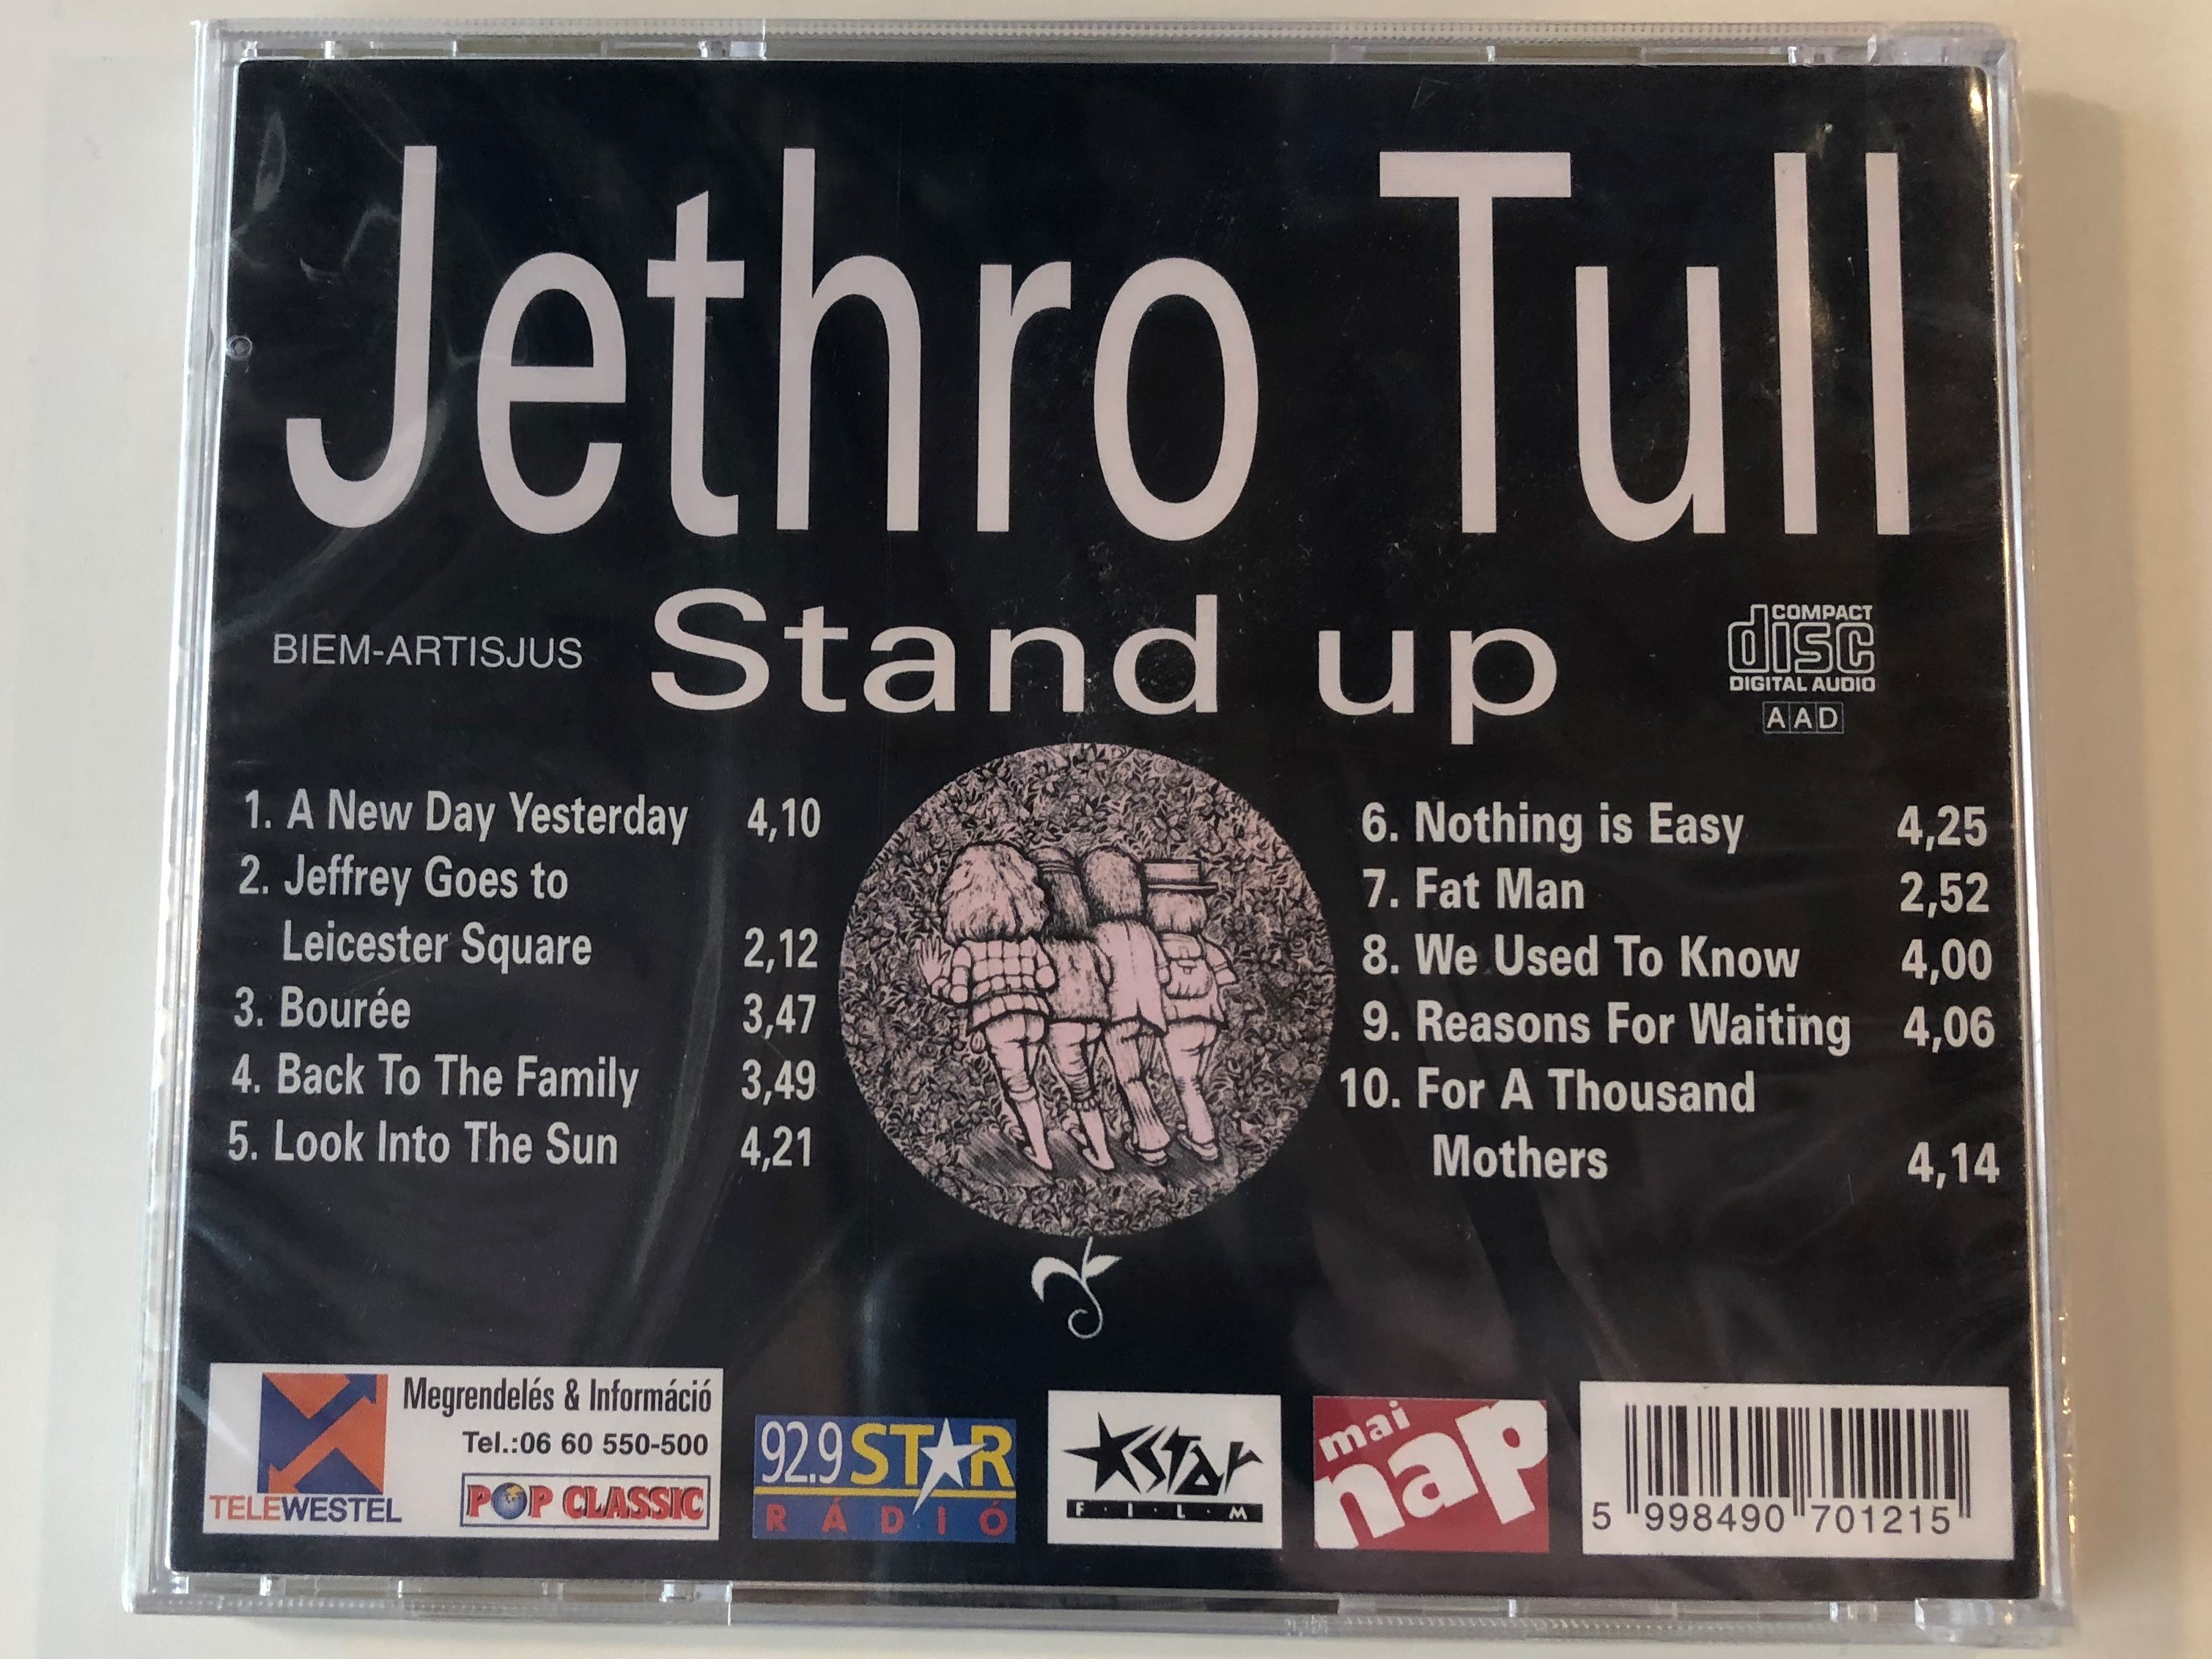 Jethro Tull
BIEM-ARTISJUS
Stand up
COMPACT
disc
DIGITAL AUDIO
AAD
1. A New Day Yesterday 4,10
2. Jeffrey Goes to
Leicester Square 2,12
3. Bourée 3,47
4. Back To The Family 3,49
5. Look Into The Sun 4,21
6. Nothing is Easy 4,25
7. Fat Man 2,52
8. We Used To Know 4,00
9. Reasons For Waiting 4,06
10. For A Thousand
Mothers 4,14
TELEWESTEL
Megrendelés & Információ
Tel.:06 60 550-500
POP CLASSIC
92.9 STAR
RÁDIÓ
Star
F·I·L·M
mai
nap
5 998490 701215